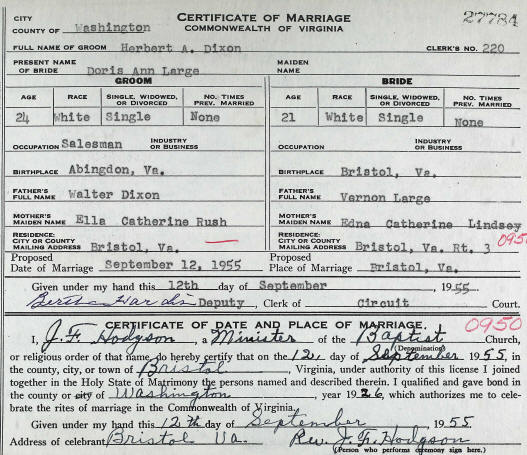 CITY CERTIFICATE OF MARRIAGE 27784
COUNTY OF Washington COMMONWEALTH OF VIRGINIA
FULL NAME OF GROOM Herbert A. Dixon CLERK'S NO. 220
PRESENT NAME OF BRIDE Doris Ann Large MAIDEN NAME
GROOM BRIDE
AGE RACE SINGLE, WIDOWED, OR DIVORCED NO. TIMES PREV. MARRIED AGE RACE SINGLE, WIDOWED, OR DIVORCED NO. TIMES PREV. MARRIED
24 White Single None 21 White Single None
OCCUPATION Salesman INDUSTRY OR BUSINESS OCCUPATION INDUSTRY OR BUSINESS
BIRTHPLACE Abingdon, Va. BIRTHPLACE Bristol, Va.
FATHER'S FULL NAME Walter Dixon FATHER'S FULL NAME Vernon Large
MOTHER'S MAIDEN NAME Ella Catherine Rush MOTHER'S MAIDEN NAME Edna Catherine Lindsey
RESIDENCE: CITY OR COUNTY MAILING ADDRESS Bristol, Va. RESIDENCE: CITY OR COUNTY MAILING ADDRESS Bristol, Va. Rt. 3 0950
Proposed Date of Marriage September 12, 1955 Proposed Place of Marriage Bristol, Va.
Given under my hand this 12th day of September , 1955
Bertha Hardin Deputy, Clerk of Circuit Court.
CERTIFICATE OF DATE AND PLACE OF MARRIAGE. 0950
I, J. F. Hodgson, a Minister of the Baptist Church,
(Denomination)
or religious order of that name, do hereby certify that on the 12, day of September 1955, in
the county, city, or town of Bristol , Virginia, under authority of this license I joined
together in the Holy State of Matrimony the persons named and described therein. I qualified and gave bond in
the county or city of Washington , year 1926, which authorizes me to cele-
brate the rites of marriage in the Commonwealth of Virginia.
Given under my hand this 12th day of September , 1955.
Address of celebrant Bristol Va. Rev. J. F. Hodgson
(Person who performs ceremony sign here.)